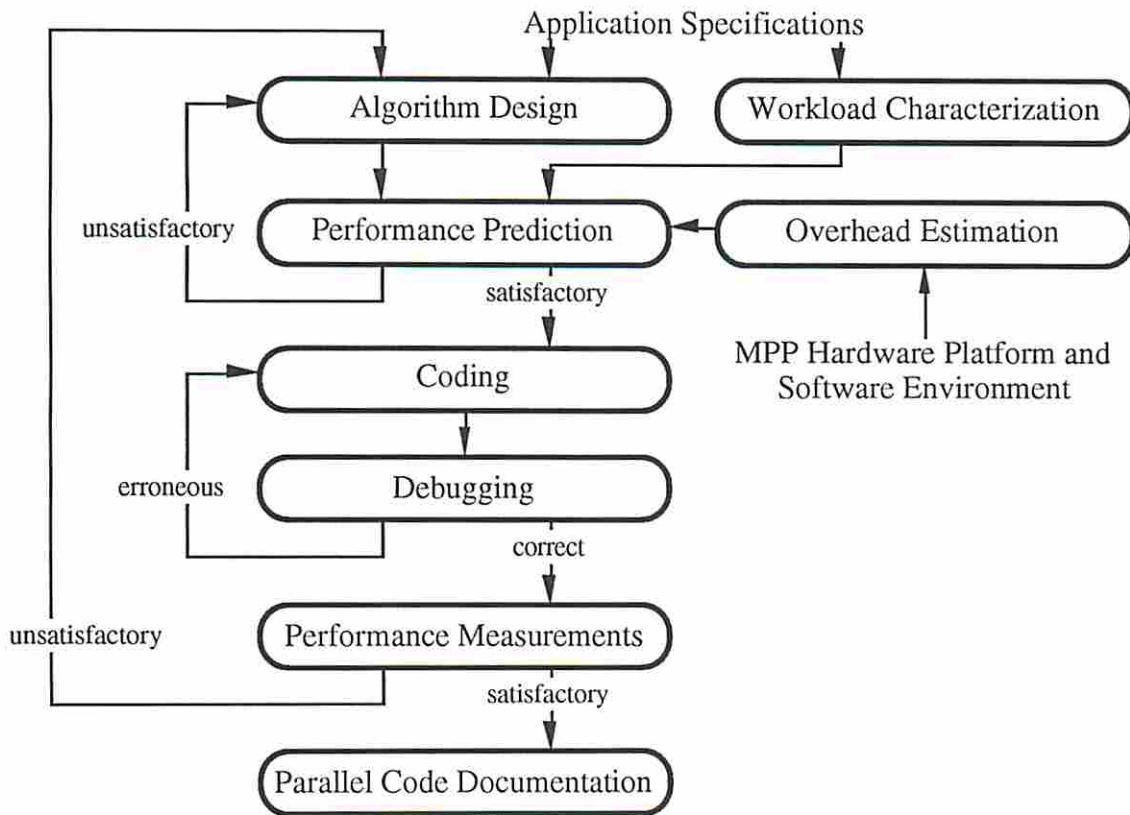 Application Specifications
Algorithm Design
Workload Characterization
unsatisfactory
Performance Prediction
Overhead Estimation
satisfactory
MPP Hardware Platform and
Software Environment
Coding
erroneous
Debugging
correct
unsatisfactory
Performance Measurements
satisfactory
Parallel Code Documentation